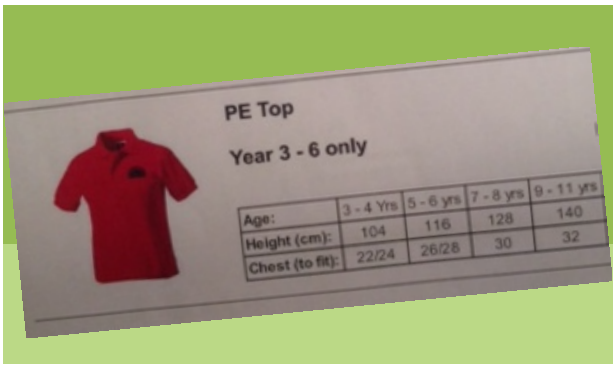 PE Top
Year 3 - 6 only
Age: 3 - 4 Yrs 5 - 6 yrs 7 - 8 yrs 9 - 11 yrs
Height (cm): 104 116 128 140
Chest (to fit): 22/24 26/28 30 32